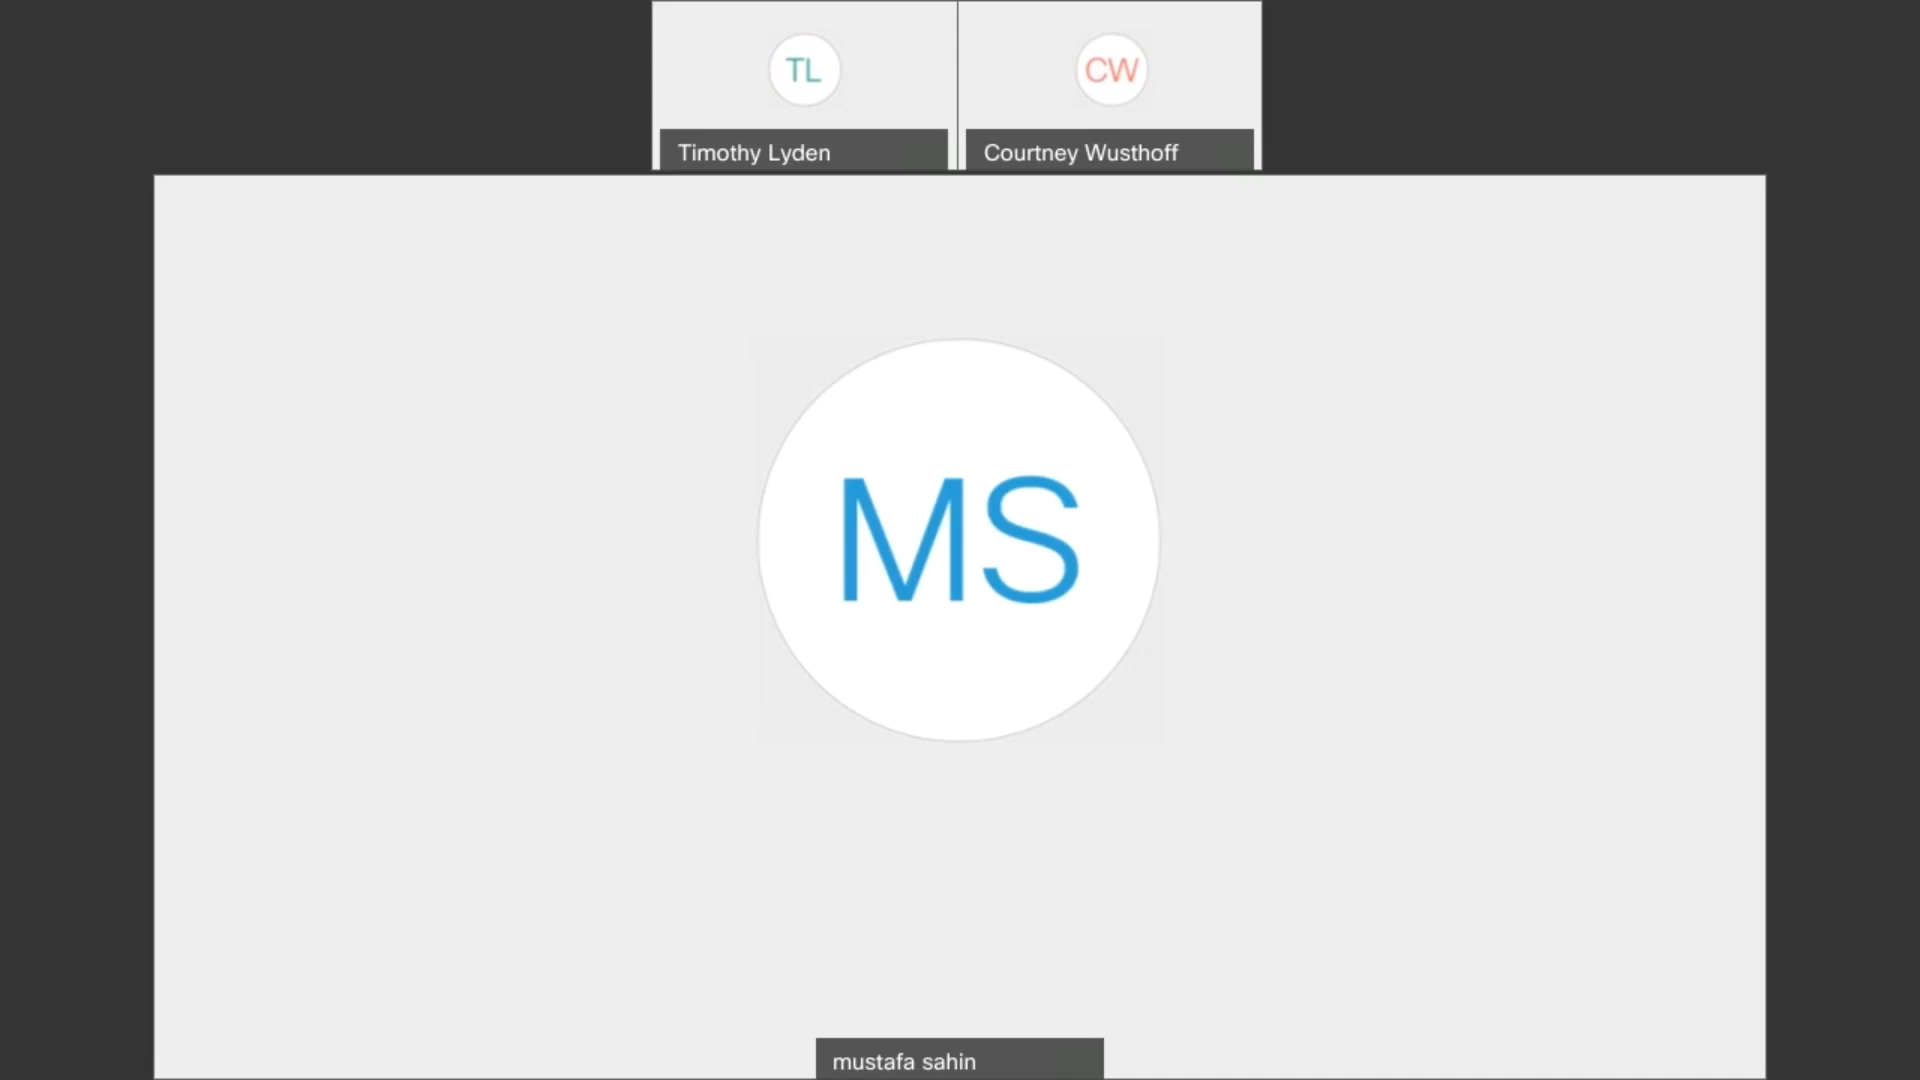 TL
CW
Timothy Lyden
Courtney Wusthoff
MS
mustafa sahin